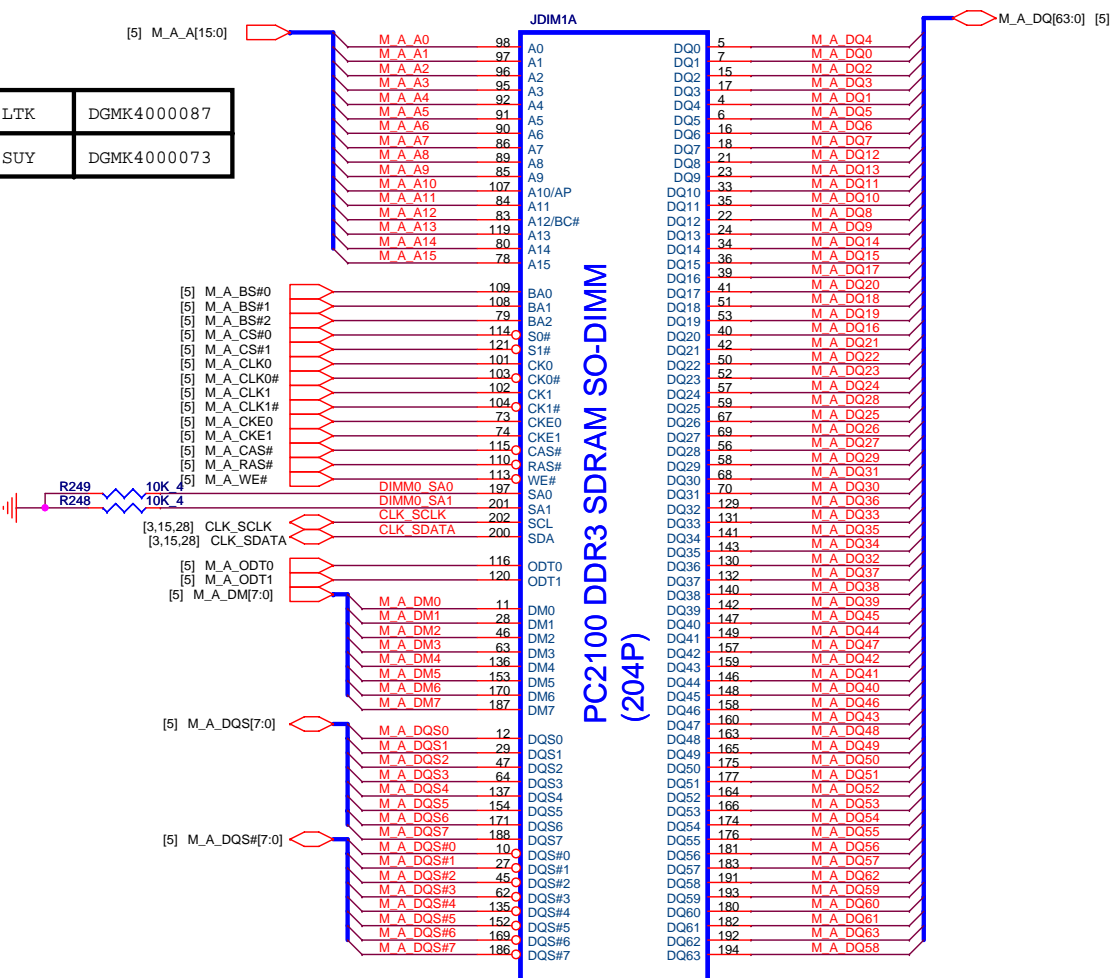 JDIM1A
[5] M_A_A[15:0]
M_A_DQ[63:0] [5]
LTK DGMK4000087
SUY DGMK4000073
M_A_A0 98 A0
M_A_A1 97 A1
M_A_A2 96 A2
M_A_A3 95 A3
M_A_A4 92 A4
M_A_A5 91 A5
M_A_A6 90 A6
M_A_A7 86 A7
M_A_A8 89 A8
M_A_A9 85 A9
M_A_A10 107 A10/AP
M_A_A11 84 A11
M_A_A12 83 A12/BC#
M_A_A13 119 A13
M_A_A14 80 A14
M_A_A15 78 A15
[5] M_A_BS#0 109 BA0
[5] M_A_BS#1 108 BA1
[5] M_A_BS#2 79 BA2
[5] M_A_CS#0 114 S0#
[5] M_A_CS#1 121 S1#
[5] M_A_CLK0 101 CK0
[5] M_A_CLK0# 103 CK0#
[5] M_A_CLK1 102 CK1
[5] M_A_CLK1# 104 CK1#
[5] M_A_CKE0 73 CKE0
[5] M_A_CKE1 74 CKE1
[5] M_A_CAS# 115 CAS#
[5] M_A_RAS# 110 RAS#
[5] M_A_WE# 113 WE#
R249 10K_4 DIMM0_SA0 197 SA0
R248 10K_4 DIMM0_SA1 201 SA1
[3,15,28] CLK_SCLK CLK_SCLK 202 SCL
[3,15,28] CLK_SDATA CLK_SDATA 200 SDA
[5] M_A_ODT0 116 ODT0
[5] M_A_ODT1 120 ODT1
[5] M_A_DM[7:0]
M_A_DM0 11 DM0
M_A_DM1 28 DM1
M_A_DM2 46 DM2
M_A_DM3 63 DM3
M_A_DM4 136 DM4
M_A_DM5 153 DM5
M_A_DM6 170 DM6
M_A_DM7 187 DM7
[5] M_A_DQS[7:0]
M_A_DQS0 12 DQS0
M_A_DQS1 29 DQS1
M_A_DQS2 47 DQS2
M_A_DQS3 64 DQS3
M_A_DQS4 137 DQS4
M_A_DQS5 154 DQS5
M_A_DQS6 171 DQS6
M_A_DQS7 188 DQS7
[5] M_A_DQS#[7:0]
M_A_DQS#0 10 DQS#0
M_A_DQS#1 27 DQS#1
M_A_DQS#2 45 DQS#2
M_A_DQS#3 62 DQS#3
M_A_DQS#4 135 DQS#4
M_A_DQS#5 152 DQS#5
M_A_DQS#6 169 DQS#6
M_A_DQS#7 186 DQS#7
PC2100 DDR3 SDRAM SO-DIMM
(204P)
DQ0 5 M_A_DQ4
DQ1 7 M_A_DQ0
DQ2 15 M_A_DQ2
DQ3 17 M_A_DQ3
DQ4 4 M_A_DQ1
DQ5 6 M_A_DQ5
DQ6 16 M_A_DQ6
DQ7 18 M_A_DQ7
DQ8 21 M_A_DQ12
DQ9 23 M_A_DQ13
DQ10 33 M_A_DQ11
DQ11 35 M_A_DQ10
DQ12 22 M_A_DQ8
DQ13 24 M_A_DQ9
DQ14 34 M_A_DQ14
DQ15 36 M_A_DQ15
DQ16 39 M_A_DQ17
DQ17 41 M_A_DQ20
DQ18 51 M_A_DQ18
DQ19 53 M_A_DQ19
DQ20 40 M_A_DQ16
DQ21 42 M_A_DQ21
DQ22 50 M_A_DQ22
DQ23 52 M_A_DQ23
DQ24 57 M_A_DQ24
DQ25 59 M_A_DQ28
DQ26 67 M_A_DQ25
DQ27 69 M_A_DQ26
DQ28 56 M_A_DQ27
DQ29 58 M_A_DQ29
DQ30 68 M_A_DQ31
DQ31 70 M_A_DQ30
DQ32 129 M_A_DQ36
DQ33 131 M_A_DQ33
DQ34 141 M_A_DQ35
DQ35 143 M_A_DQ34
DQ36 130 M_A_DQ32
DQ37 132 M_A_DQ37
DQ38 140 M_A_DQ38
DQ39 142 M_A_DQ39
DQ40 147 M_A_DQ45
DQ41 149 M_A_DQ44
DQ42 157 M_A_DQ47
DQ43 159 M_A_DQ42
DQ44 146 M_A_DQ41
DQ45 148 M_A_DQ40
DQ46 158 M_A_DQ46
DQ47 160 M_A_DQ43
DQ48 163 M_A_DQ48
DQ49 165 M_A_DQ49
DQ50 175 M_A_DQ50
DQ51 177 M_A_DQ51
DQ52 164 M_A_DQ52
DQ53 166 M_A_DQ53
DQ54 174 M_A_DQ54
DQ55 176 M_A_DQ55
DQ56 181 M_A_DQ56
DQ57 183 M_A_DQ57
DQ58 191 M_A_DQ62
DQ59 193 M_A_DQ59
DQ60 180 M_A_DQ60
DQ61 182 M_A_DQ61
DQ62 192 M_A_DQ63
DQ63 194 M_A_DQ58